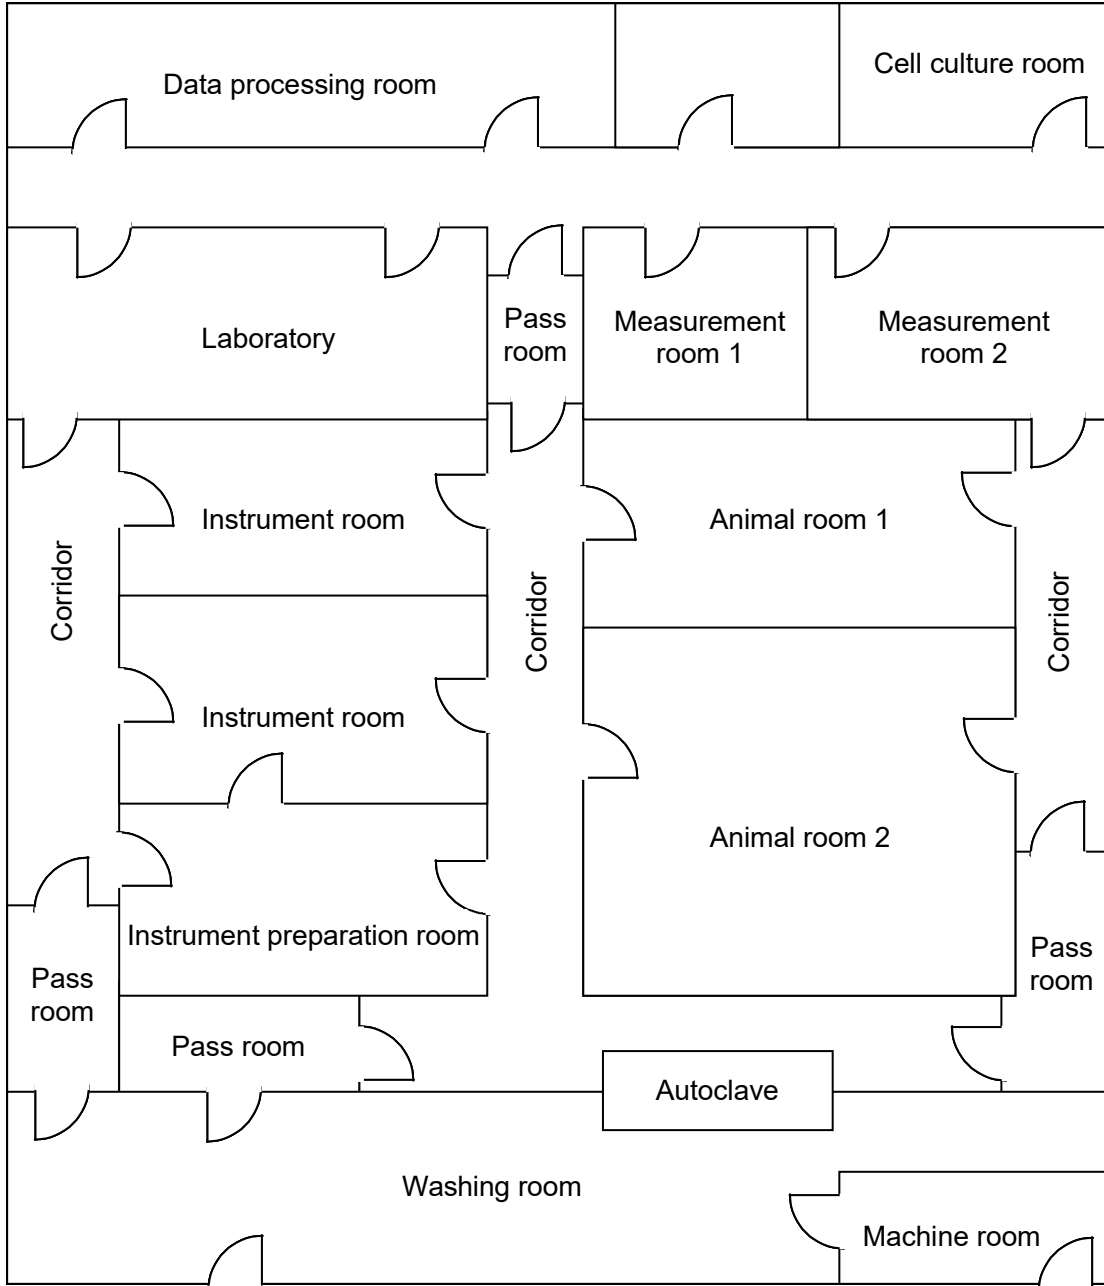 Data processing room
Cell culture room
Laboratory
Pass
room
Measurement
room 1
Measurement
room 2
Instrument room
Animal room 1
Corridor
Corridor
Corridor
Instrument room
Animal room 2
Instrument preparation room
Pass
room
Pass
room
Pass room
Autoclave
Washing room
Machine room